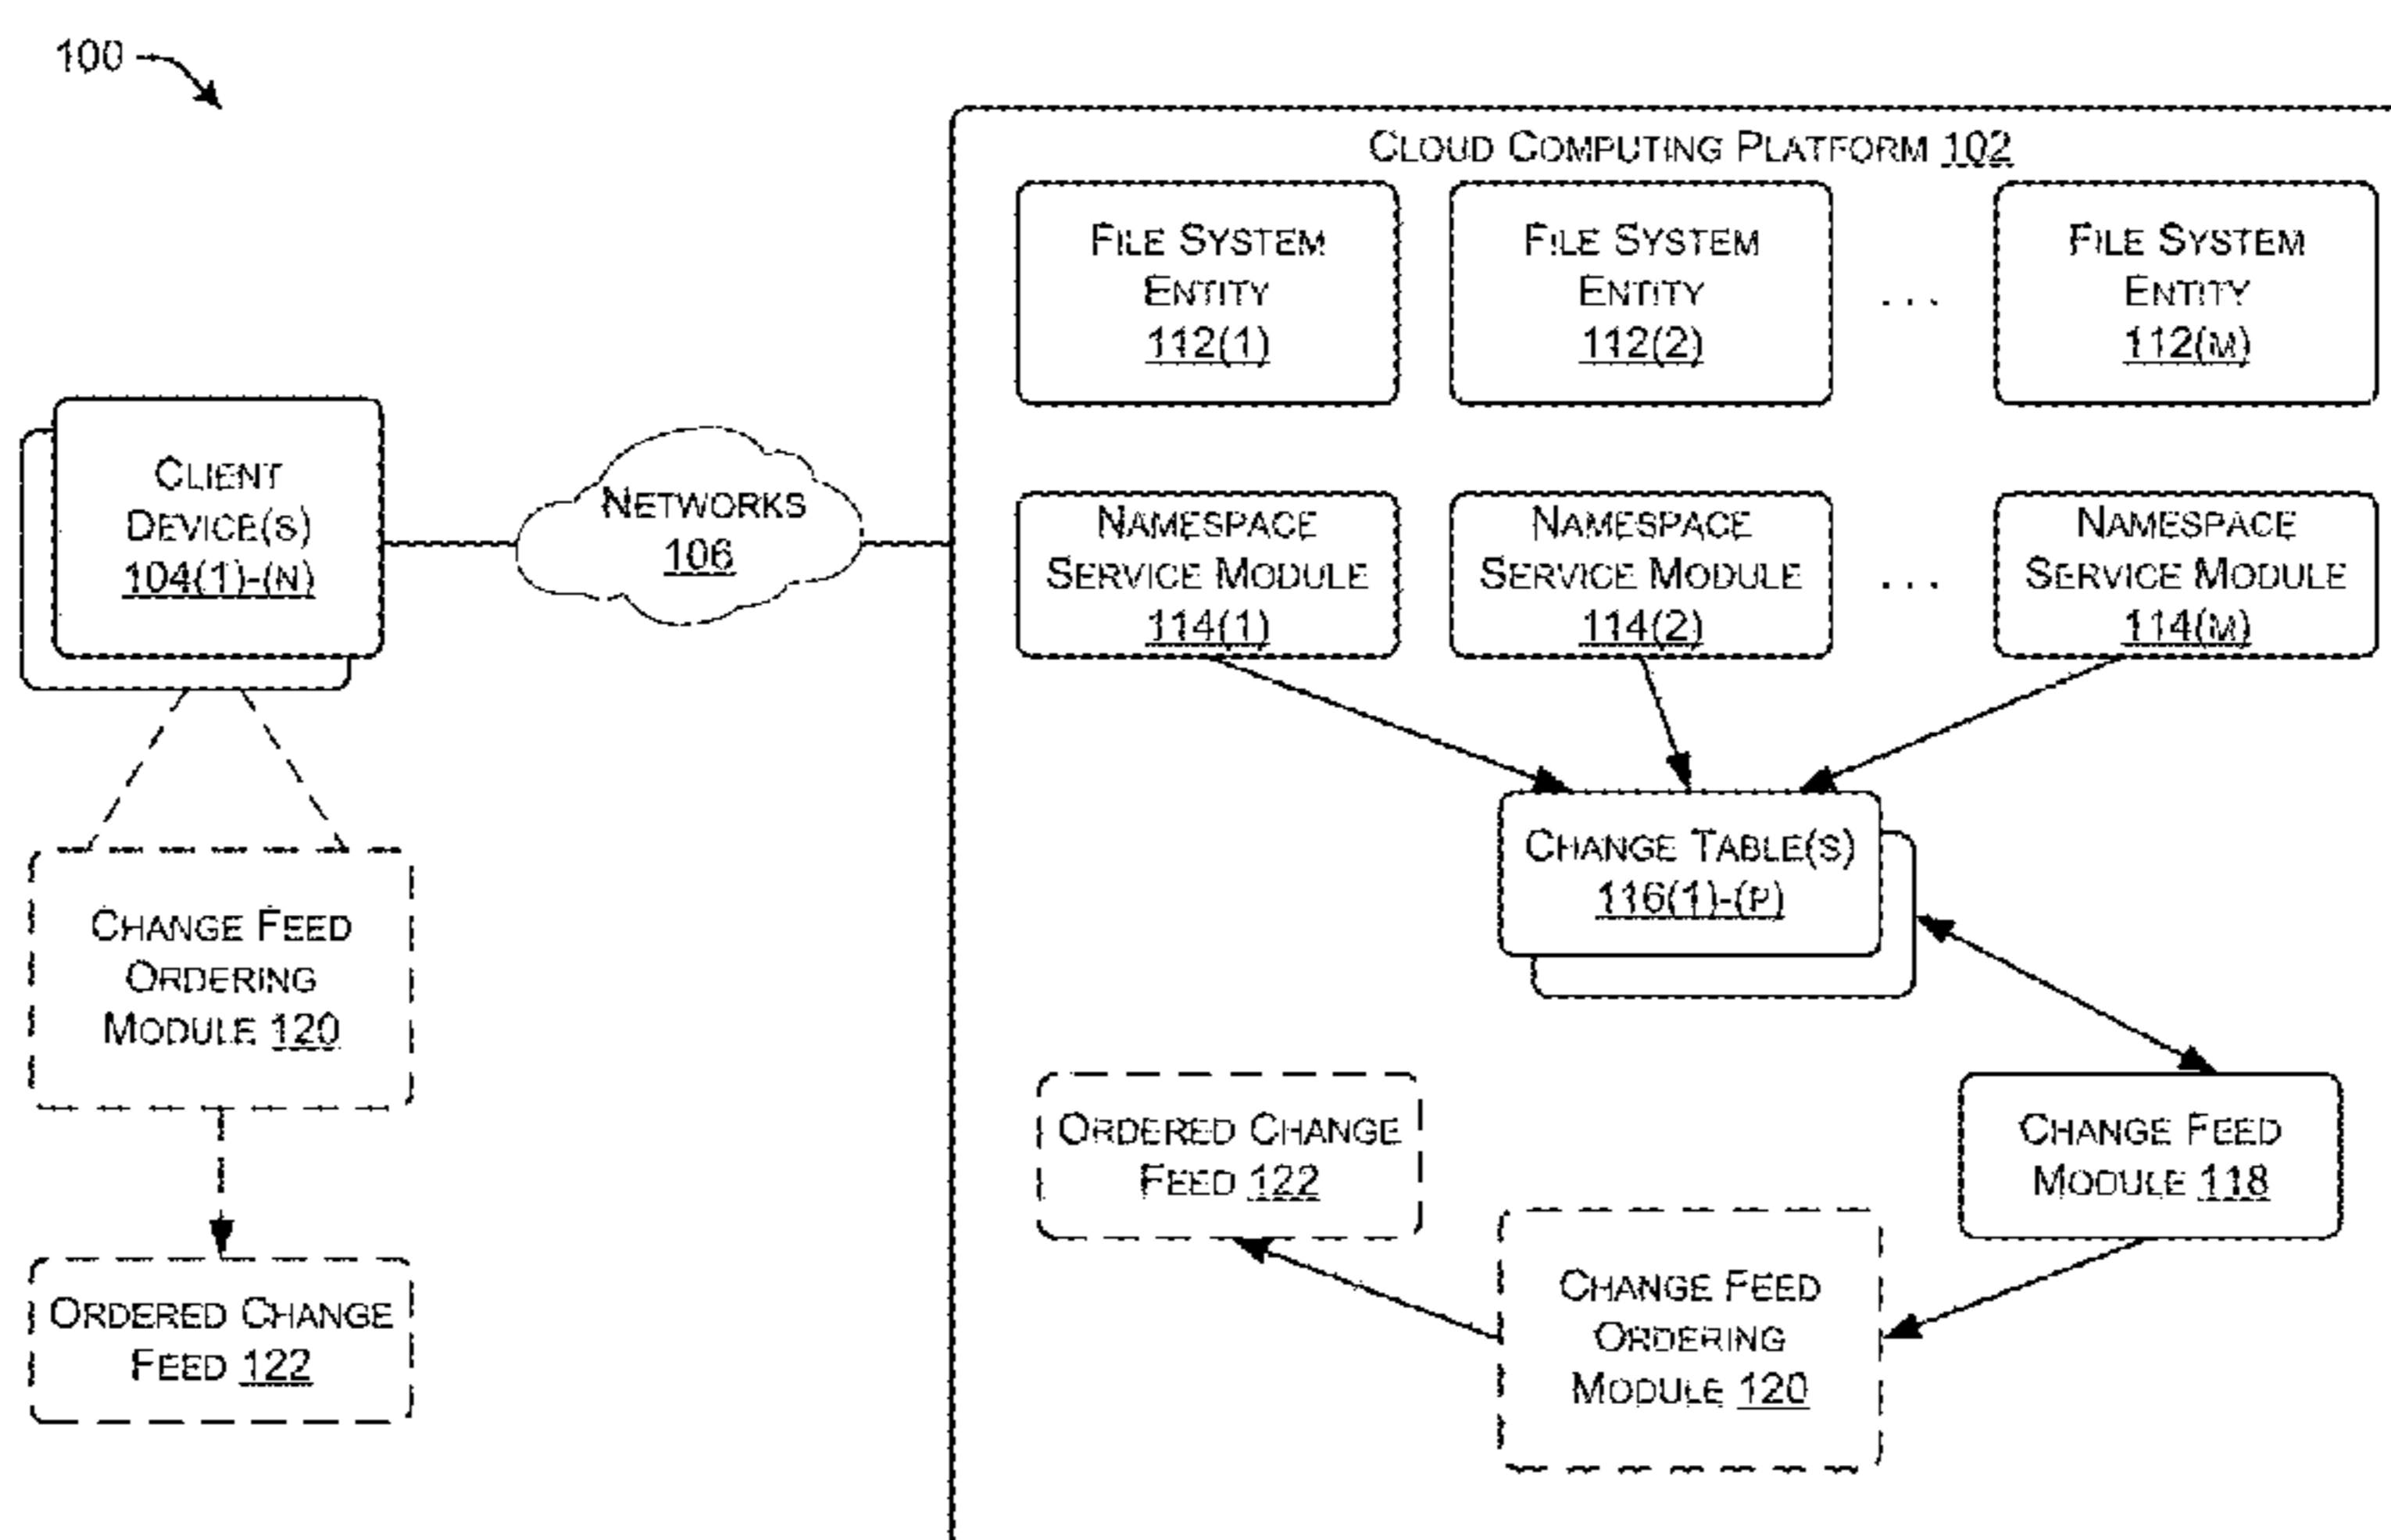 100
CLOUD COMPUTING PLATFORM 102
FILE SYSTEM
ENTITY
112(1)
FILE SYSTEM
ENTITY
112(2)
...
FILE SYSTEM
ENTITY
112(M)
CLIENT
DEVICE(S)
104(1)-(N)
NETWORKS
106
NAMESPACE
SERVICE MODULE
114(1)
NAMESPACE
SERVICE MODULE
114(2)
...
NAMESPACE
SERVICE MODULE
114(M)
CHANGE TABLE(S)
116(1)-(P)
CHANGE FEED
ORDERING
MODULE 120
ORDERED CHANGE
FEED 122
CHANGE FEED
MODULE 118
CHANGE FEED
ORDERING
MODULE 120
ORDERED CHANGE
FEED 122